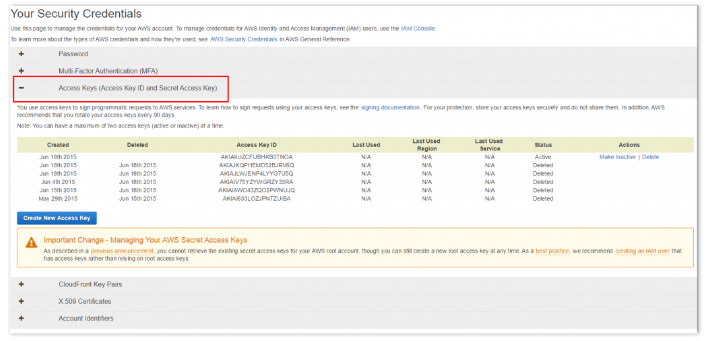 Your Security Credentials
Use this page to manage the credentials for your AWS account. To manage credentials for AWS Identity and Access Management (IAM) users, use the IAM Console.
To learn more about the types of AWS credentials and how they're used, see AWS Security Credentials in AWS General Reference.
+ Password
+ Multi-Factor Authentication (MFA)
− Access Keys (Access Key ID and Secret Access Key)
You use access keys to sign programmatic requests to AWS services. To learn how to sign requests using your access keys, see the signing documentation. For your protection, store your access keys securely and do not share them. In addition, AWS
recommends that you rotate your access keys every 90 days.
Note: You can have a maximum of two access keys (active or inactive) at a time.
Created Deleted Access Key ID Last Used Last Used Region Last Used Service Status Actions
Jun 18th 2015 N/A N/A N/A Active Make Inactive | Delete
Jun 18th 2015 Jun 18th 2015 N/A N/A N/A Deleted
Jun 18th 2015 Jun 18th 2015 N/A N/A N/A Deleted
Jun 4th 2015 Jun 18th 2015 N/A N/A N/A Deleted
Jun 15th 2015 Jun 18th 2015 N/A N/A N/A Deleted
May 29th 2015 Jun 15th 2015 N/A N/A N/A Deleted
Create New Access Key
Important Change - Managing Your AWS Secret Access Keys
As described in a previous announcement, you cannot retrieve the existing secret access keys for your AWS root account, though you can still create a new root access key at any time. As a best practice, we recommend creating an IAM user that
has access keys rather than relying on root access keys.
+ CloudFront Key Pairs
+ X.509 Certificates
+ Account Identifiers